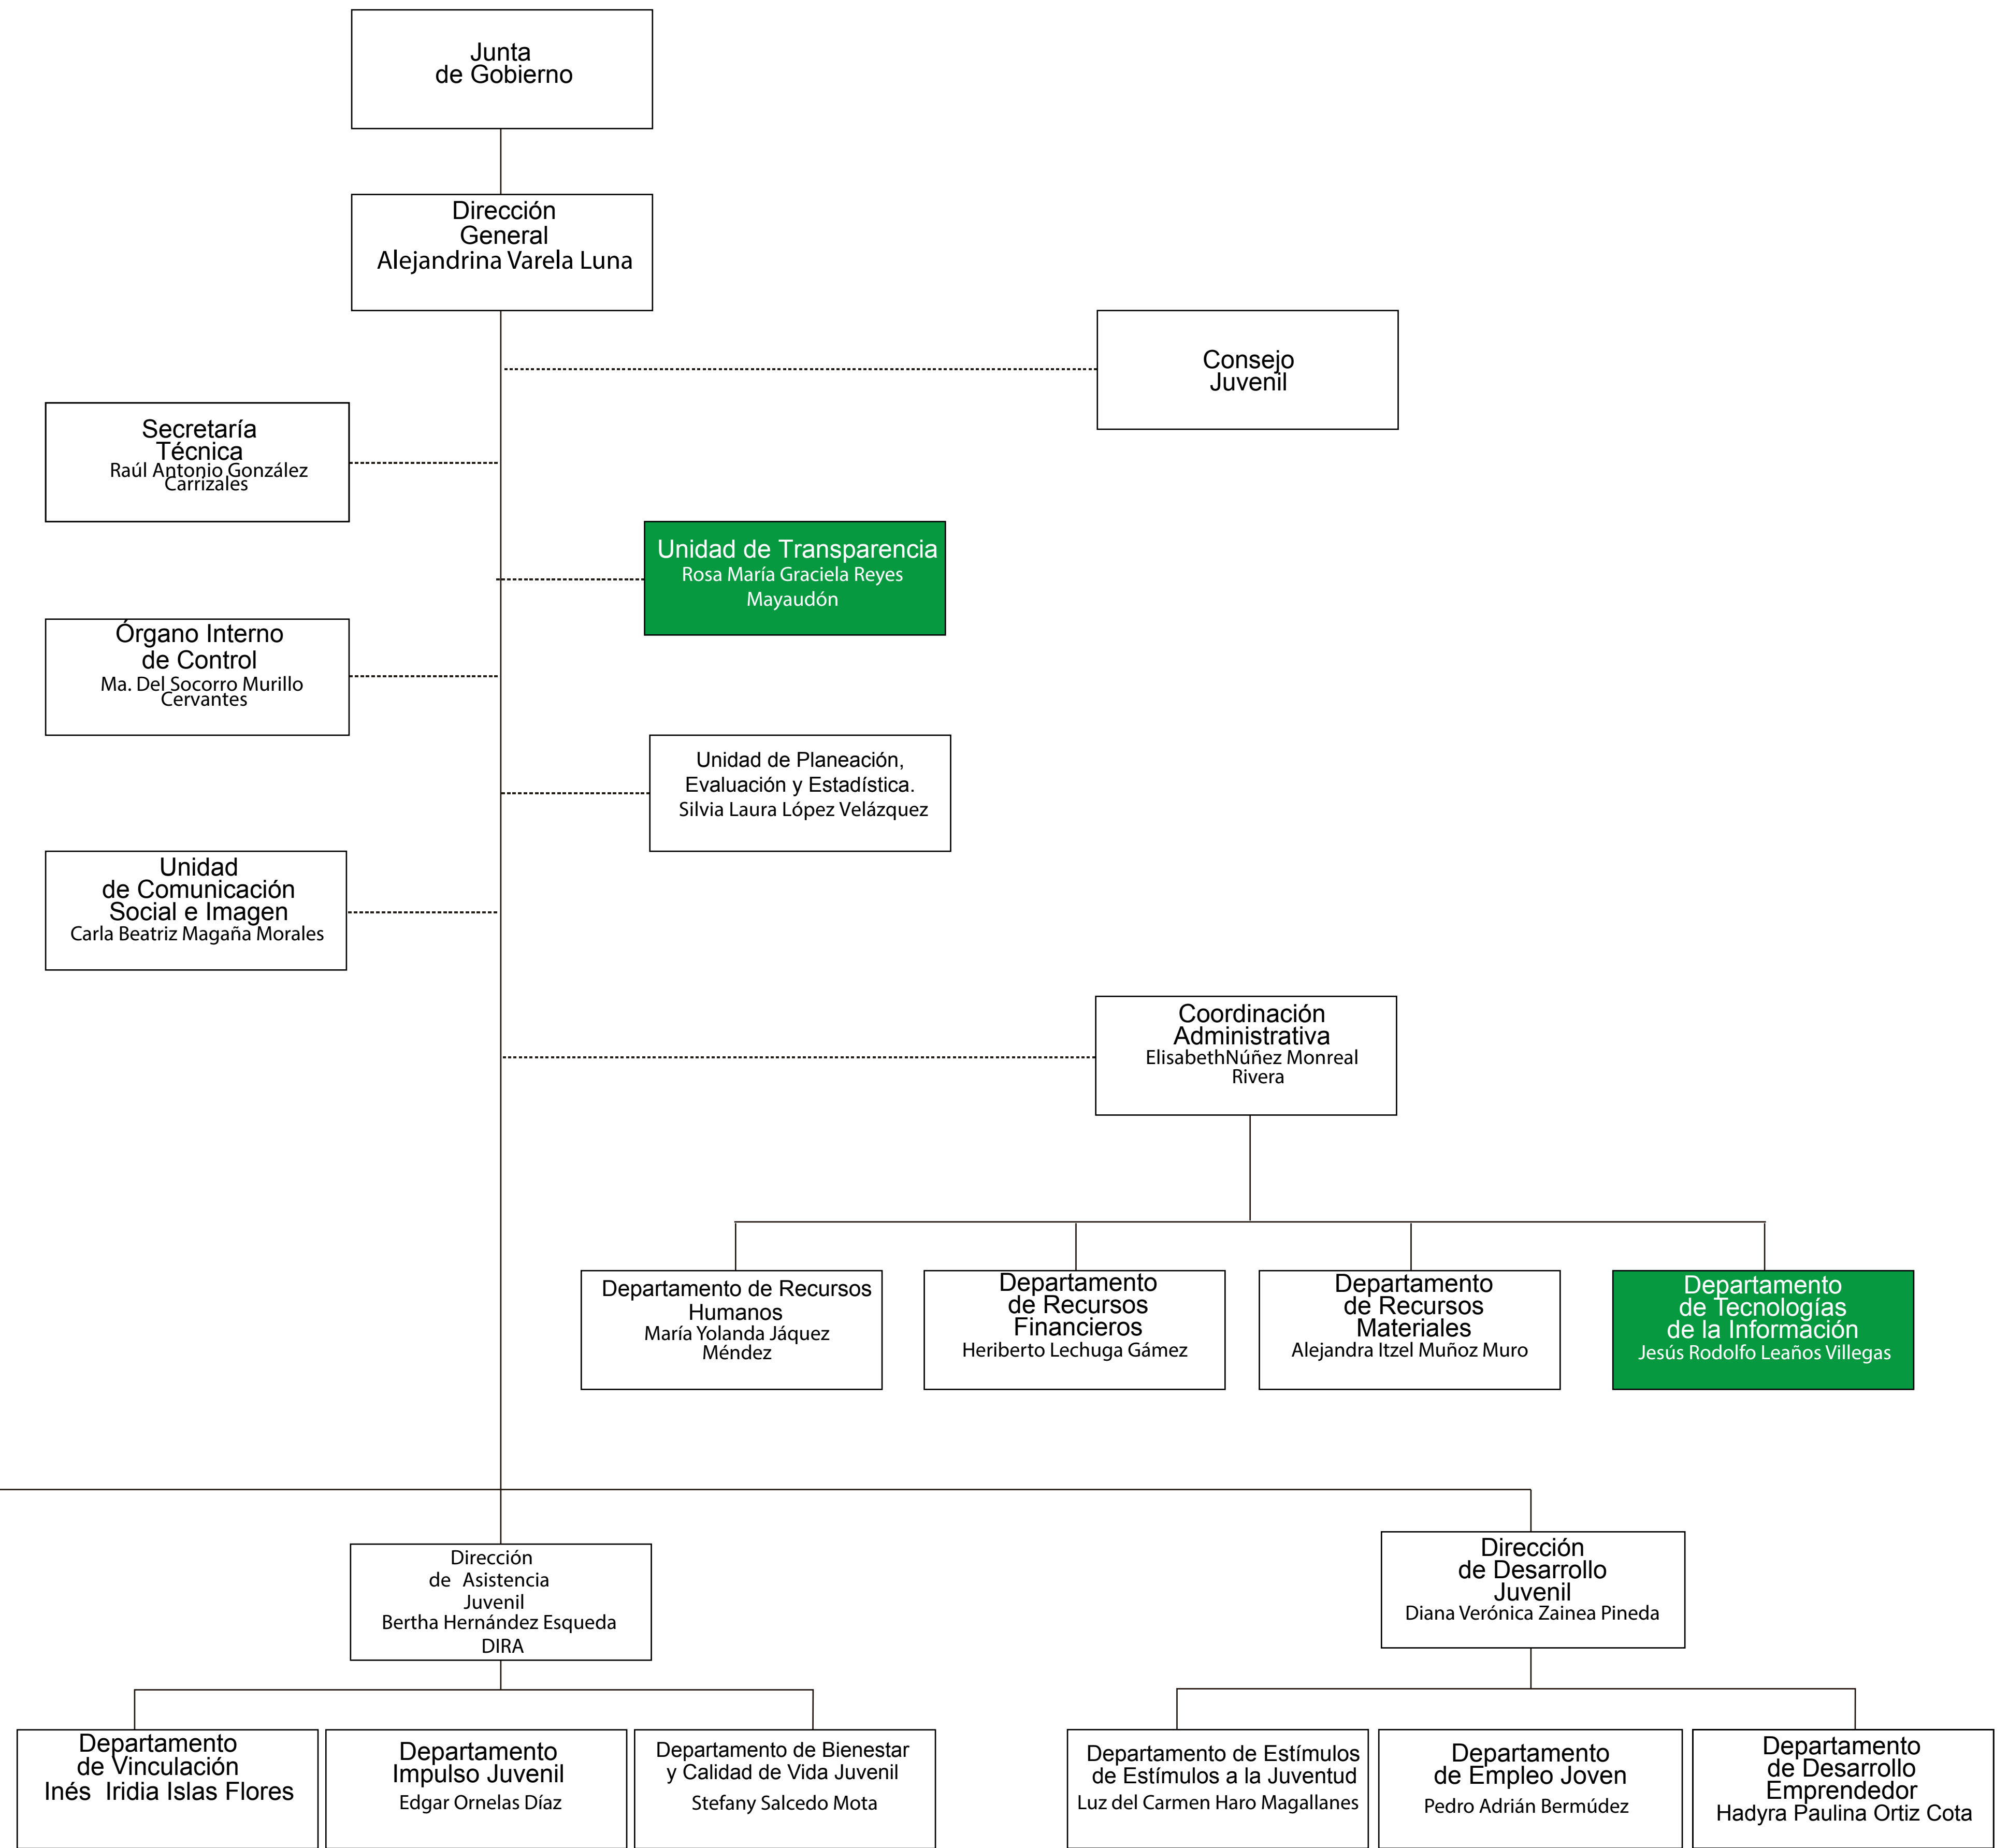 Junta
de Gobierno
Dirección
General
Alejandrina Varela Luna
Consejo
Juvenil
Secretaría
Técnica
Raúl Antonio González
Carrizales
Unidad de Transparencia
Rosa María Graciela Reyes
Mayaudón
Órgano Interno
de Control
Ma. Del Socorro Murillo
Cervantes
Unidad de Planeación,
Evaluación y Estadística.
Silvia Laura López Velázquez
Unidad
de Comunicación
Social e Imagen
Carla Beatriz Magaña Morales
Coordinación
Administrativa
ElisabethNúñez Monreal
Rivera
Departamento de Recursos
Humanos
María Yolanda Jáquez
Méndez
Departamento
de Recursos
Financieros
Heriberto Lechuga Gámez
Departamento
de Recursos
Materiales
Alejandra Itzel Muñoz Muro
Departamento
de Tecnologías
de la Información
Jesús Rodolfo Leaños Villegas
Dirección
de Asistencia
Juvenil
Bertha Hernández Esqueda
DIRA
Dirección
de Desarrollo
Juvenil
Diana Verónica Zainea Pineda
Departamento
de Vinculación
Inés Iridia Islas Flores
Departamento
Impulso Juvenil
Edgar Ornelas Díaz
Departamento de Bienestar
y Calidad de Vida Juvenil
Stefany Salcedo Mota
Departamento de Estímulos
de Estímulos a la Juventud
Luz del Carmen Haro Magallanes
Departamento
de Empleo Joven
Pedro Adrián Bermúdez
Departamento
de Desarrollo
Emprendedor
Hadyra Paulina Ortiz Cota